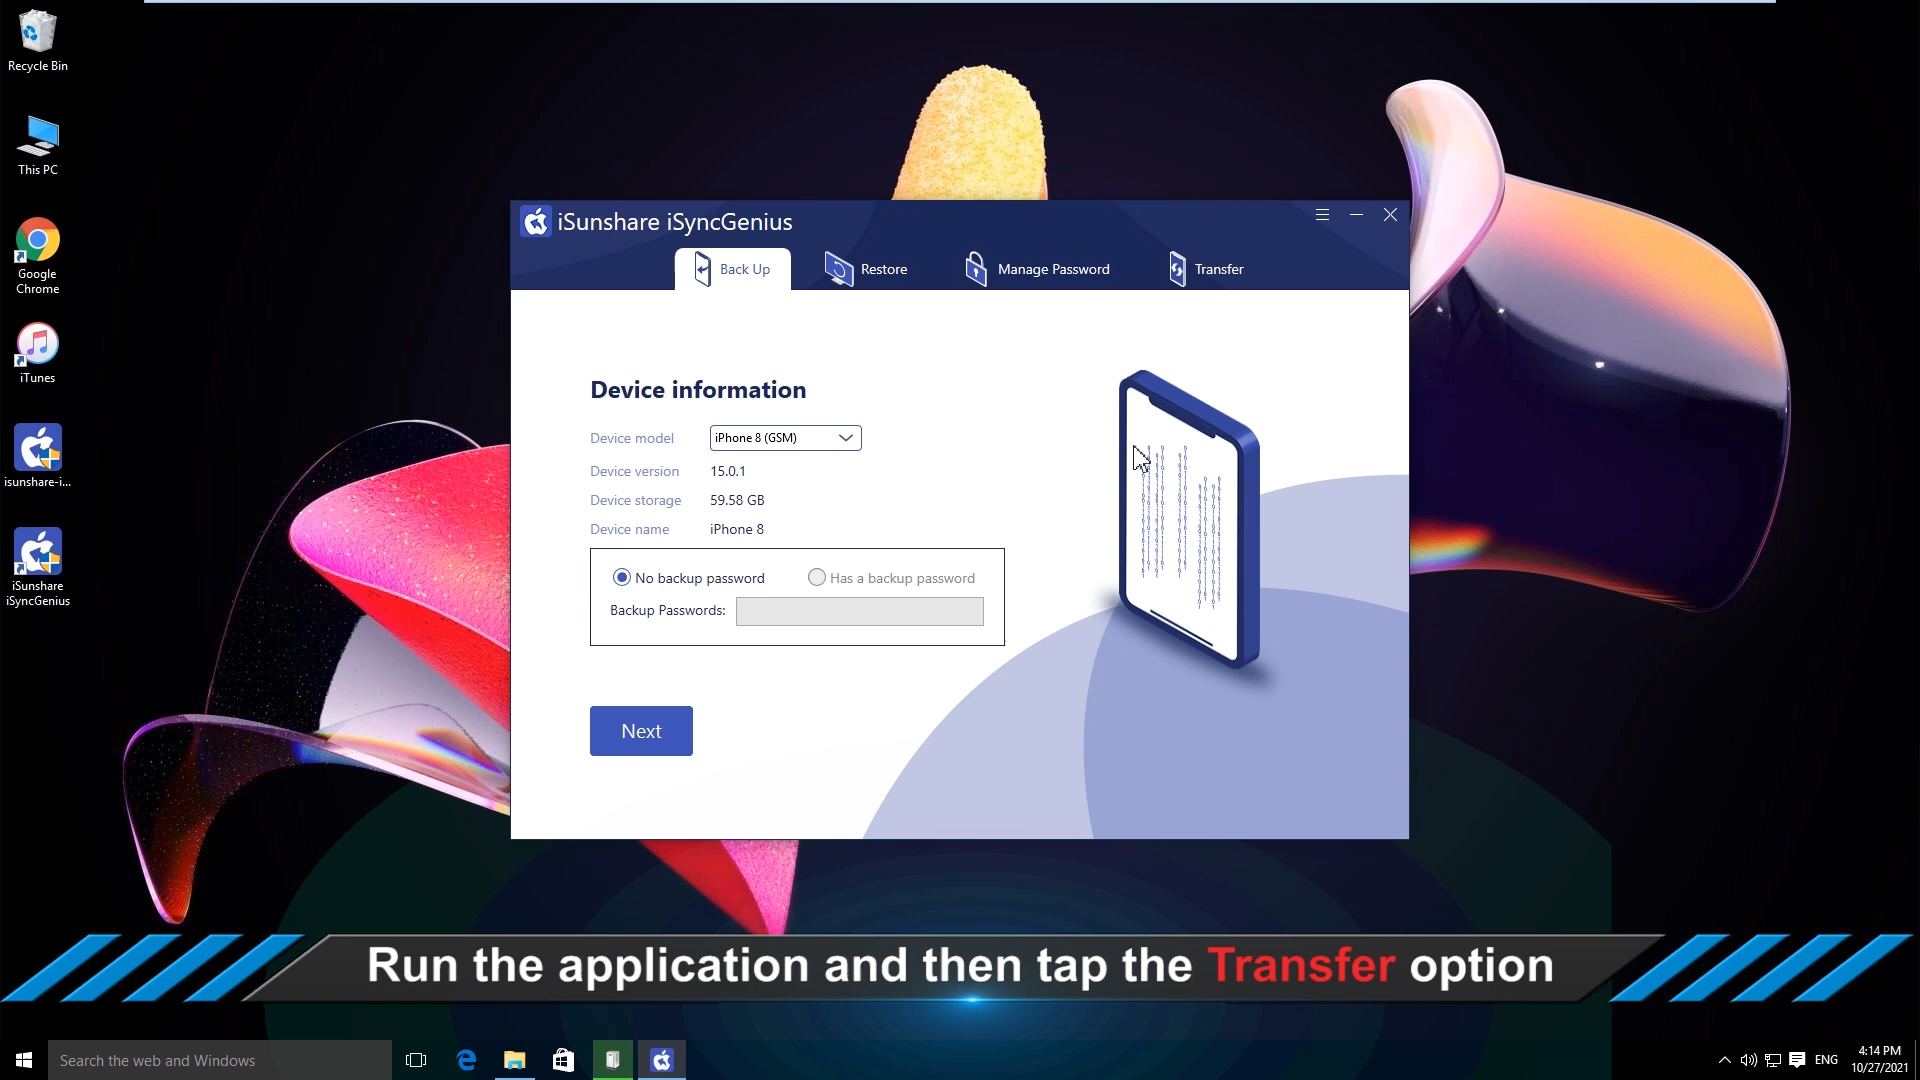 Recycle Bin
This PC
Google
Chrome
iTunes
isunshare-i...
iSunshare
iSyncGenius
iSunshare iSyncGenius
Back Up
Restore
Manage Password
Transfer
Device information
Device model
iPhone 8 (GSM)
Device version
15.0.1
Device storage
59.58 GB
Device name
iPhone 8
No backup password
Has a backup password
Backup Passwords:
Next
Run the application and then tap the Transfer option
Search the web and Windows
ENG
4:14 PM
10/27/2021